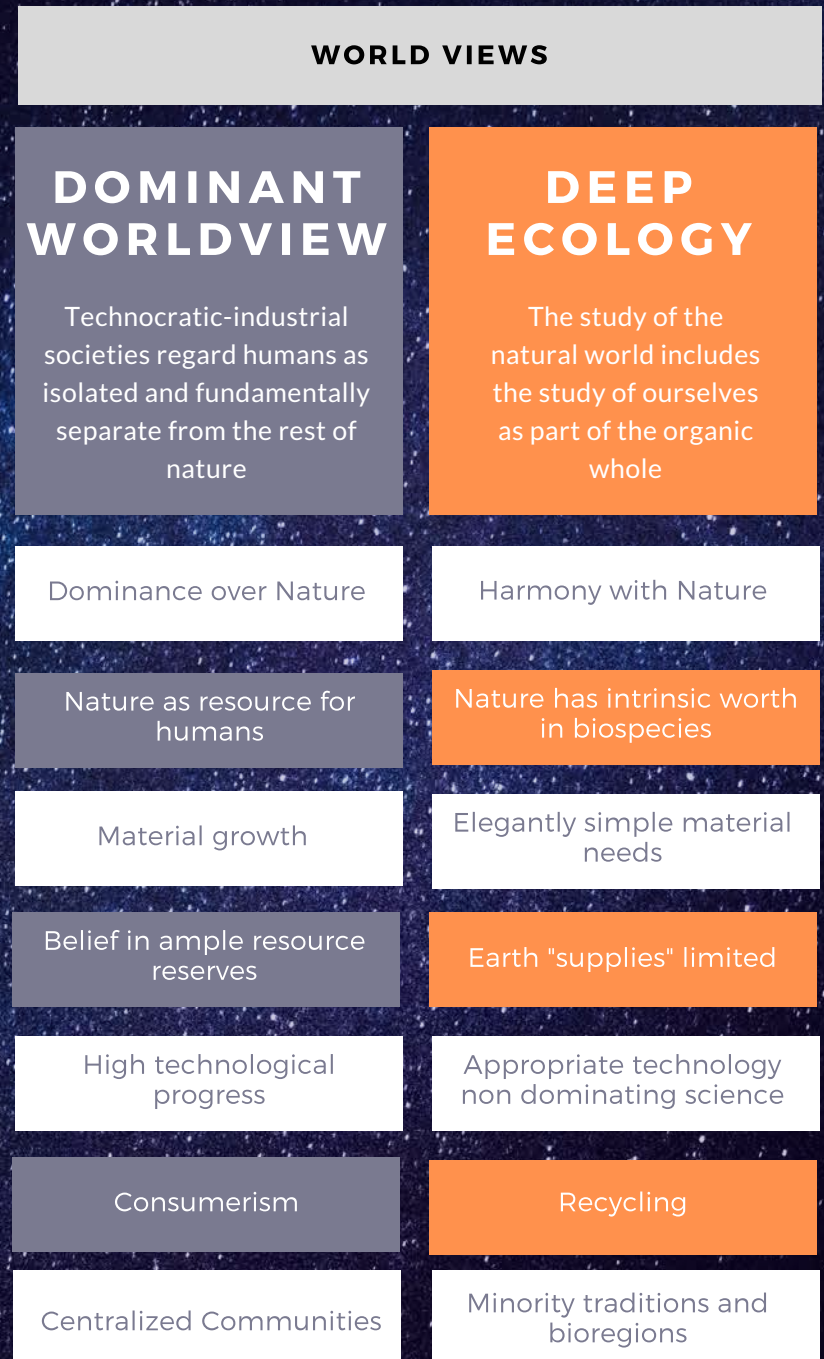 WORLD VIEWS
DOMINANT
WORLDVIEW
Technocratic-industrial
societies regard humans as
isolated and fundamentally
separate from the rest of
nature
DEEP
ECOLOGY
The study of the
natural world includes
the study of ourselves
as part of the organic
whole
Dominance over Nature
Harmony with Nature
Nature as resource for
humans
Nature has intrinsic worth
in biospecies
Material growth
Elegantly simple material
needs
Belief in ample resource
reserves
Earth "supplies" limited
High technological
progress
Appropriate technology
non dominating science
Consumerism
Recycling
Centralized Communities
Minority traditions and
bioregions